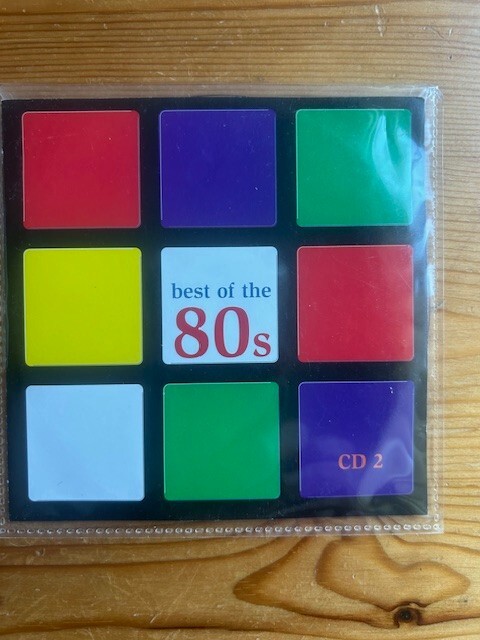 best of the
80s
CD 2